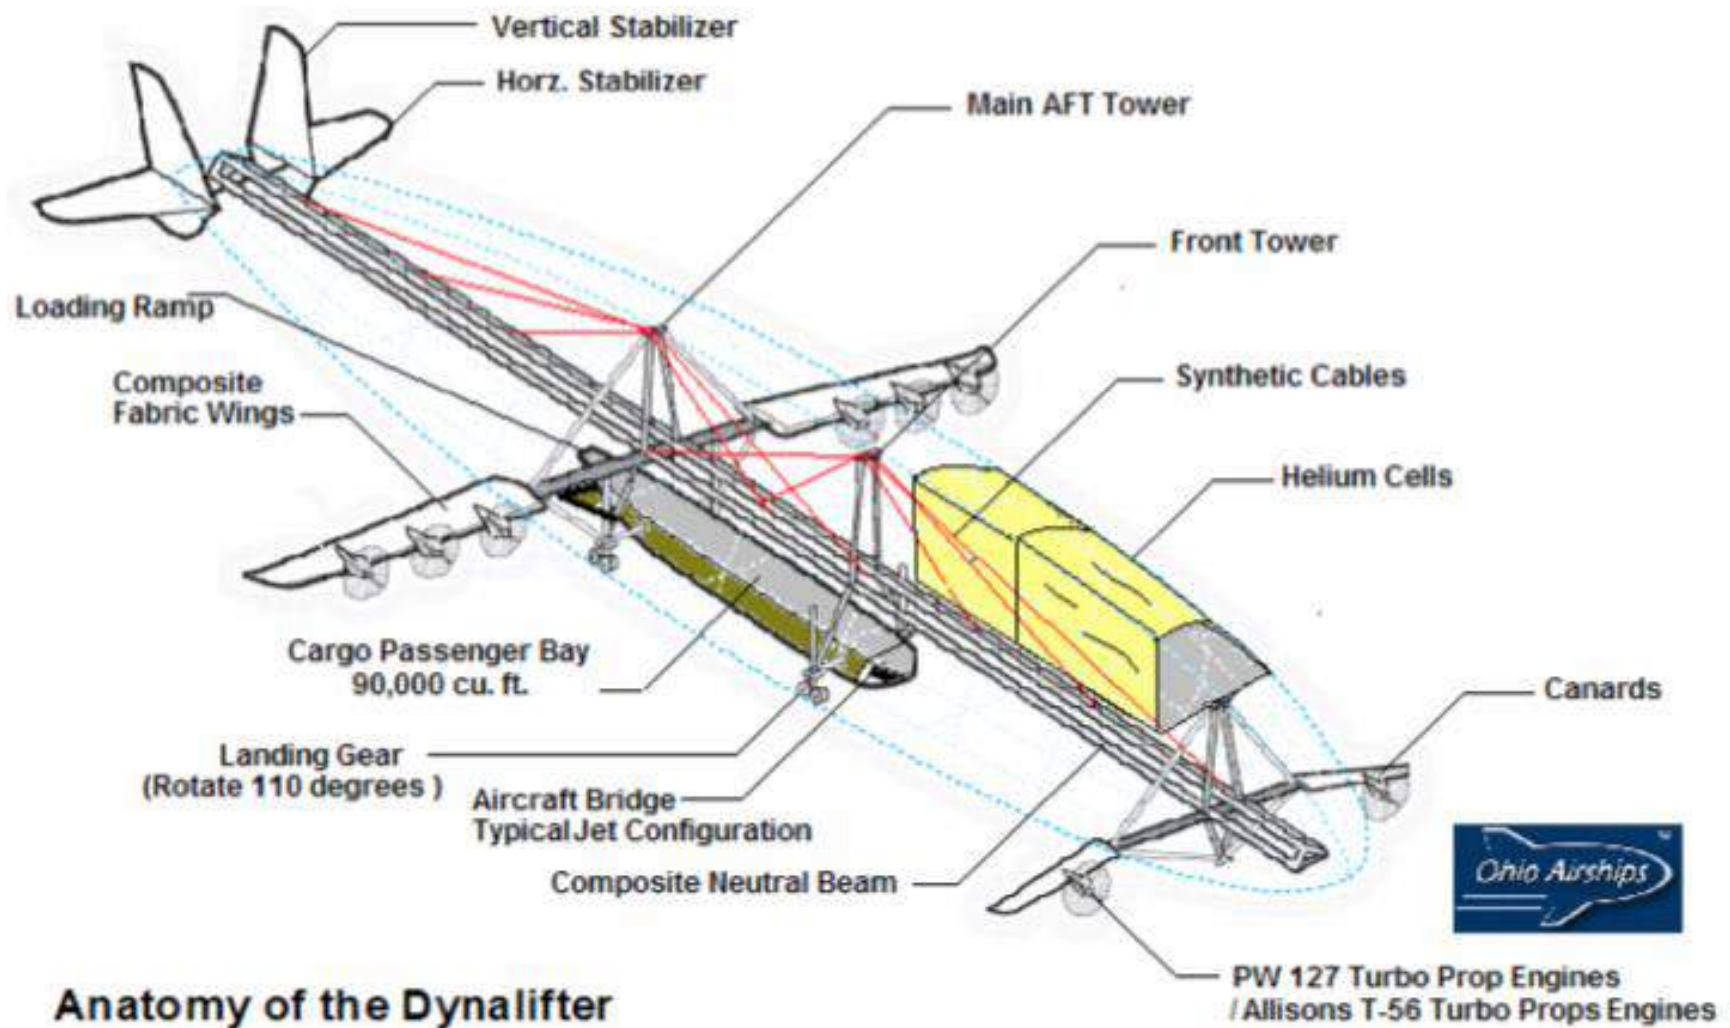 Vertical Stabilizer
Horz. Stabilizer
Main AFT Tower
Front Tower
Loading Ramp
Composite
Fabric Wings
Synthetic Cables
Helium Cells
Cargo Passenger Bay
90,000 cu. ft.
Canards
Landing Gear
(Rotate 110 degrees )
Aircraft Bridge
Typical Jet Configuration
Composite Neutral Beam
Ohio Airships
PW 127 Turbo Prop Engines
/ Allisons T-56 Turbo Props Engines
Anatomy of the Dynalifter